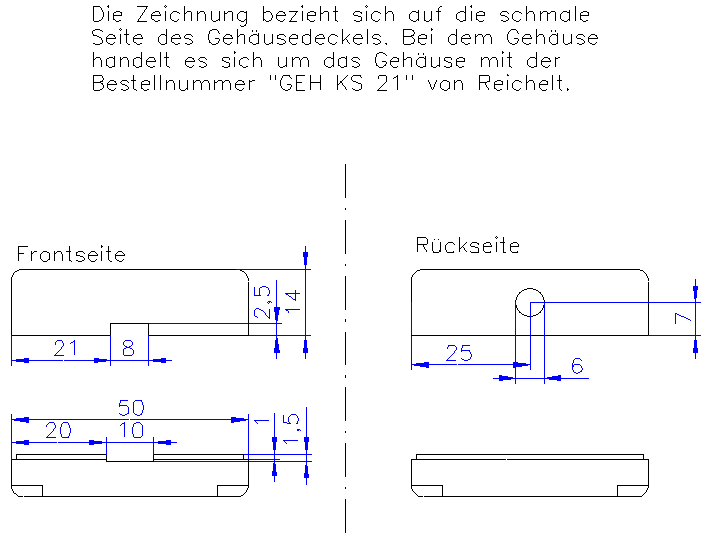 Die Zeichnung bezieht sich auf die schmale
Seite des Gehäusedeckels. Bei dem Gehäuse
handelt es sich um das Gehäuse mit der
Bestellnummer "GEH KS 21" von Reichelt.
Frontseite
Rückseite
2,5
14
21
8
7
25
6
50
20
10
1
1,5